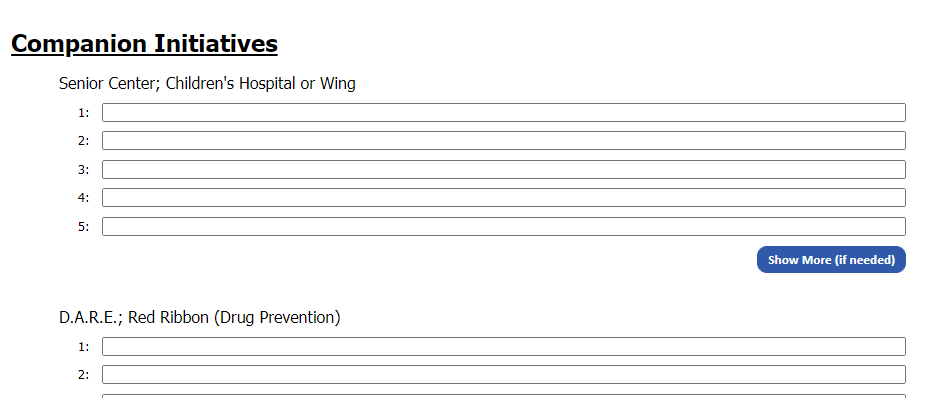 Companion Initiatives
Senior Center; Children's Hospital or Wing
1:
2:
3:
4:
5:
Show More (if needed)
D.A.R.E.; Red Ribbon (Drug Prevention)
1:
2: